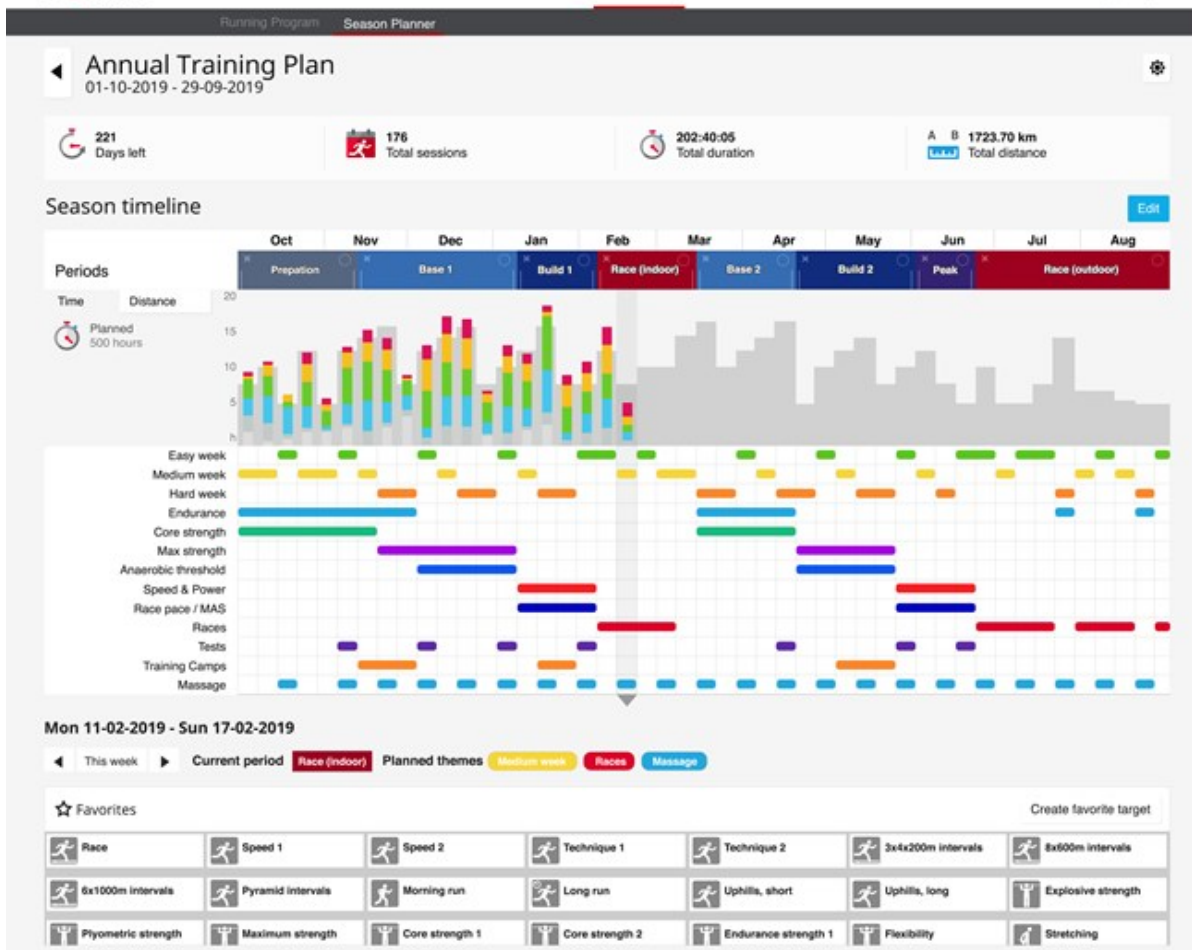 Running Program Season Planner
Annual Training Plan
01-10-2019 - 29-09-2019
221
Days left
176
Total sessions
202:40:05
Total duration
A B
1723.70 km
Total distance
Season timeline
Edit
Oct Nov Dec Jan Feb Mar Apr May Jun Jul Aug
Periods
Prepation Base 1 Build 1 Race (indoor) Base 2 Build 2 Peak Race (outdoor)
Time Distance
Planned
500 hours
20
15
10
5
h
Easy week
Medium week
Hard week
Endurance
Core strength
Max strength
Anaerobic threshold
Speed & Power
Race pace / MAS
Races
Tests
Training Camps
Massage
Mon 11-02-2019 - Sun 17-02-2019
This week Current period Race (indoor) Planned themes Medium week Races Massage
Favorites Create favorite target
Race Speed 1 Speed 2 Technique 1 Technique 2 3x4x200m intervals 8x600m intervals
6x1000m intervals Pyramid intervals Morning run Long run Uphills, short Uphills, long Explosive strength
Plyometric strength Maximum strength Core strength 1 Core strength 2 Endurance strength 1 Flexibility Stretching